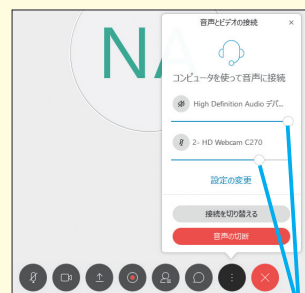 NA
音声とビデオの接続 ×
コンピュータを使って音声に接続
High Definition Audio デバ...
2- HD Webcam C270
設定の変更
接続を切り替える
音声の切断